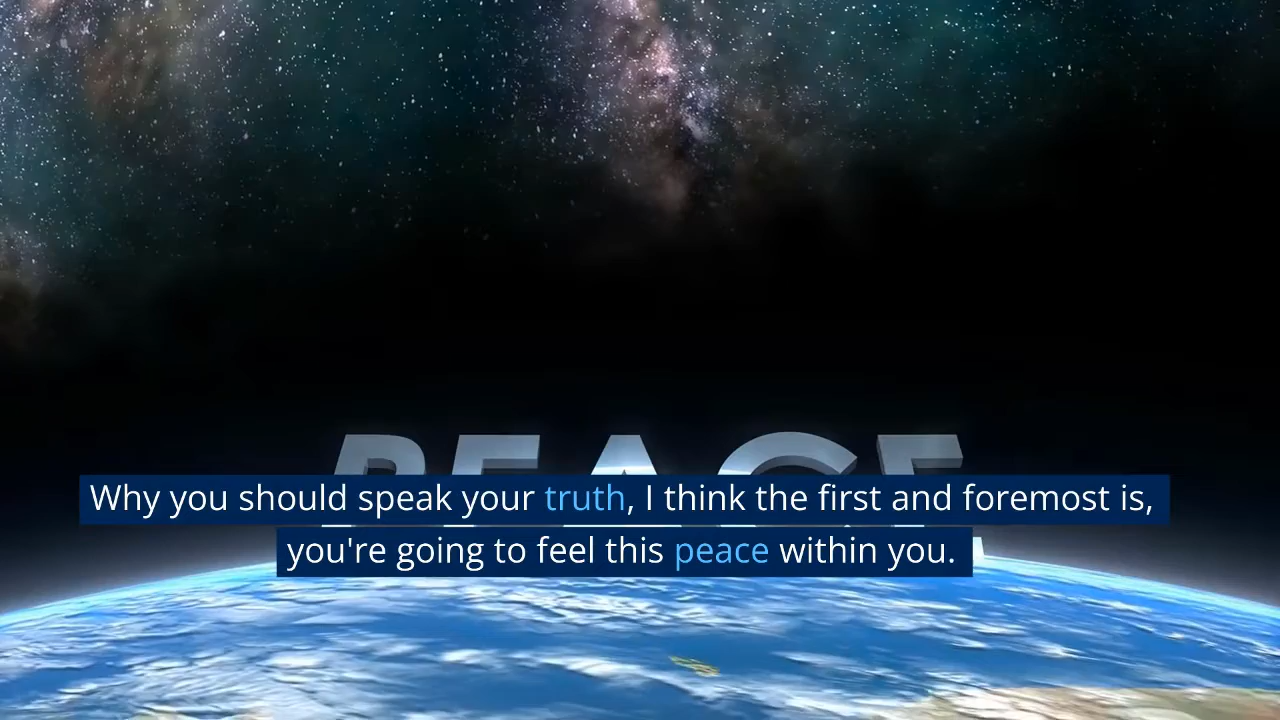 PEACE
Why you should speak your truth, I think the first and foremost is,
you're going to feel this peace within you.